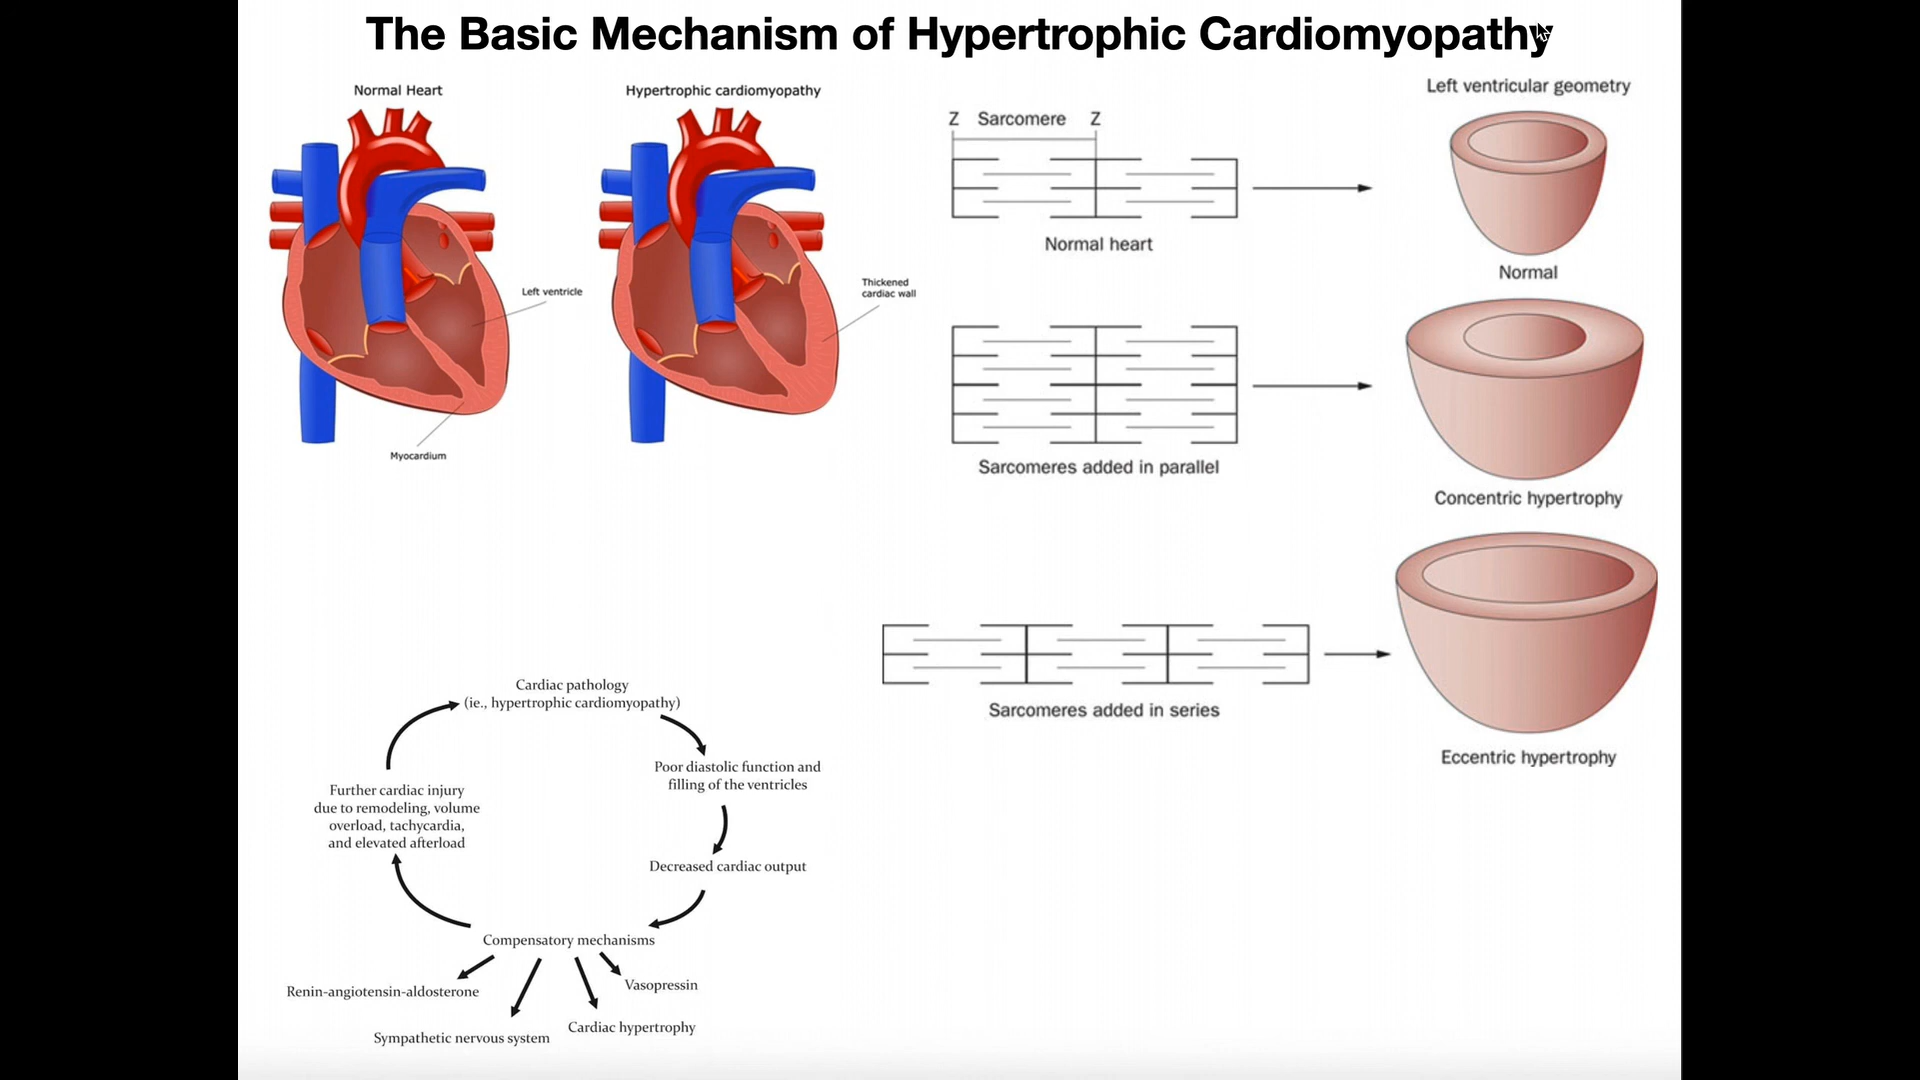 The Basic Mechanism of Hypertrophic Cardiomyopathy
Normal Heart
Hypertrophic cardiomyopathy
Left ventricle
Myocardium
Thickened
cardiac wall
Z Sarcomere Z
Normal heart
Sarcomeres added in parallel
Sarcomeres added in series
Left ventricular geometry
Normal
Concentric hypertrophy
Eccentric hypertrophy
Cardiac pathology
(ie., hypertrophic cardiomyopathy)
Poor diastolic function and
filling of the ventricles
Decreased cardiac output
Compensatory mechanisms
Renin-angiotensin-aldosterone
Sympathetic nervous system
Cardiac hypertrophy
Vasopressin
Further cardiac injury
due to remodeling, volume
overload, tachycardia,
and elevated afterload